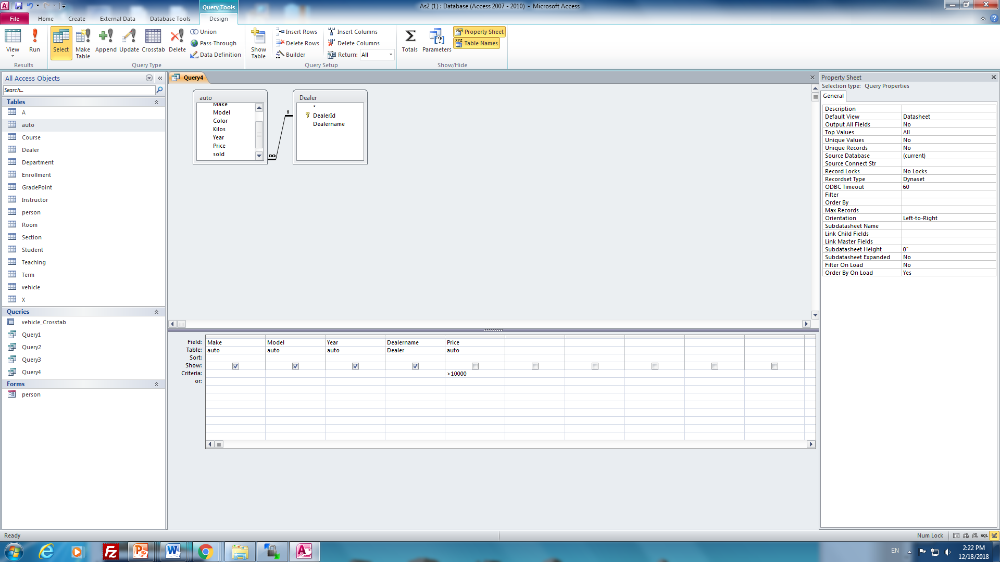 As2 (1) : Database (Access 2007 - 2010) - Microsoft Access
Query Tools
File
Home
Create
External Data
Database Tools
Design
View
Run
Select
Make Table
Append
Update
Crosstab
Delete
Union
Pass-Through
Data Definition
Show Table
Insert Rows
Delete Rows
Builder
Insert Columns
Delete Columns
Return: All
Totals
Parameters
Property Sheet
Table Names
Results
Query Type
Query Setup
Show/Hide
All Access Objects
Search...
Tables
A
auto
Course
Dealer
Department
Enrollment
GradePoint
Instructor
person
Room
Section
Student
Teaching
Term
vehicle
X
Queries
vehicle_Crosstab
Query1
Query2
Query3
Query4
Forms
person
Query4
auto
Make
Model
Color
Kilos
Year
Price
sold
∞
1
Dealer
*
DealerId
Dealername
Field: Make Model Year Dealername Price
Table: auto auto auto Dealer auto
Sort:
Show:
Criteria: >10000
or:
Property Sheet
Selection type: Query Properties
General
Description
Default View Datasheet
Output All Fields No
Top Values All
Unique Values No
Unique Records No
Source Database (current)
Source Connect Str
Record Locks No Locks
Recordset Type Dynaset
ODBC Timeout 60
Filter
Order By
Max Records
Orientation Left-to-Right
Subdatasheet Name
Link Child Fields
Link Master Fields
Subdatasheet Height 0"
Subdatasheet Expanded No
Filter On Load No
Order By On Load Yes
Ready
Num Lock
SQL
EN
2:22 PM
12/18/2018